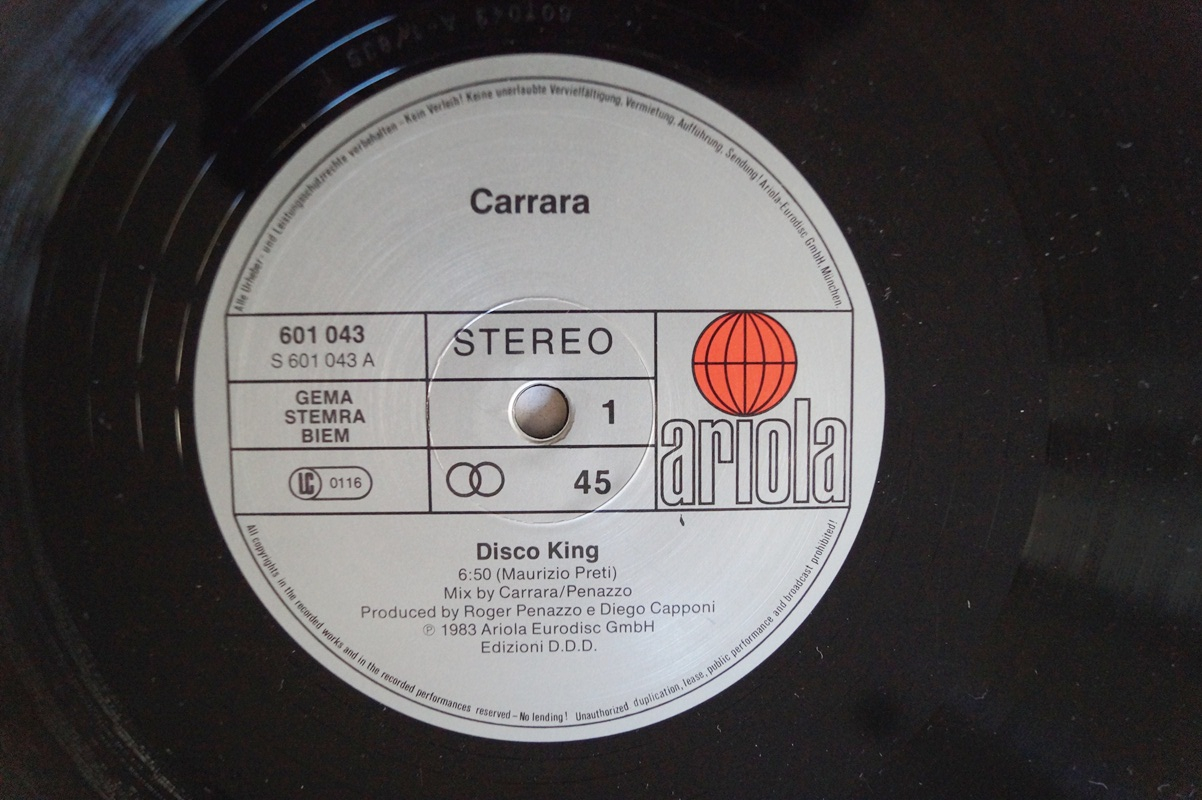 Alle Urheber- und Leistungsschutzrechte vorbehalten – Kein Verleih! Keine unerlaubte Vervielfältigung, Vermietung, Aufführung, Sendung! Ariola-Eurodisc GmbH, München.
Carrara
601 043
S 601 043 A
STEREO
GEMA
STEMRA
BIEM
1
LC 0116
45
ariola
Disco King
6:50 (Maurizio Preti)
Mix by Carrara/Penazzo
Produced by Roger Penazzo e Diego Capponi
℗ 1983 Ariola Eurodisc GmbH
Edizioni D.D.D.
All copyrights in the recorded works and in the recorded performances reserved – No lending! Unauthorized duplication, lease, public performance and broadcast prohibited!